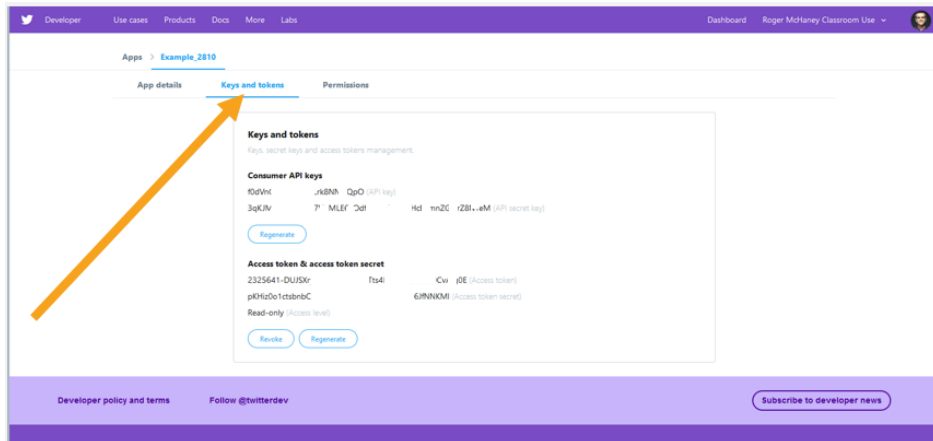 Developer Use cases Products Docs More Labs Dashboard Roger McHaney Classroom Use
Apps > Example_2810
App details Keys and tokens Permissions
Keys and tokens
Keys, secret keys and access tokens management.
Consumer API keys
(API key)
(API secret key)
Regenerate
Access token & access token secret
(Access token)
(Access token secret)
Read-only (Access level)
Revoke Regenerate
Developer policy and terms Follow @twitterdev Subscribe to developer news